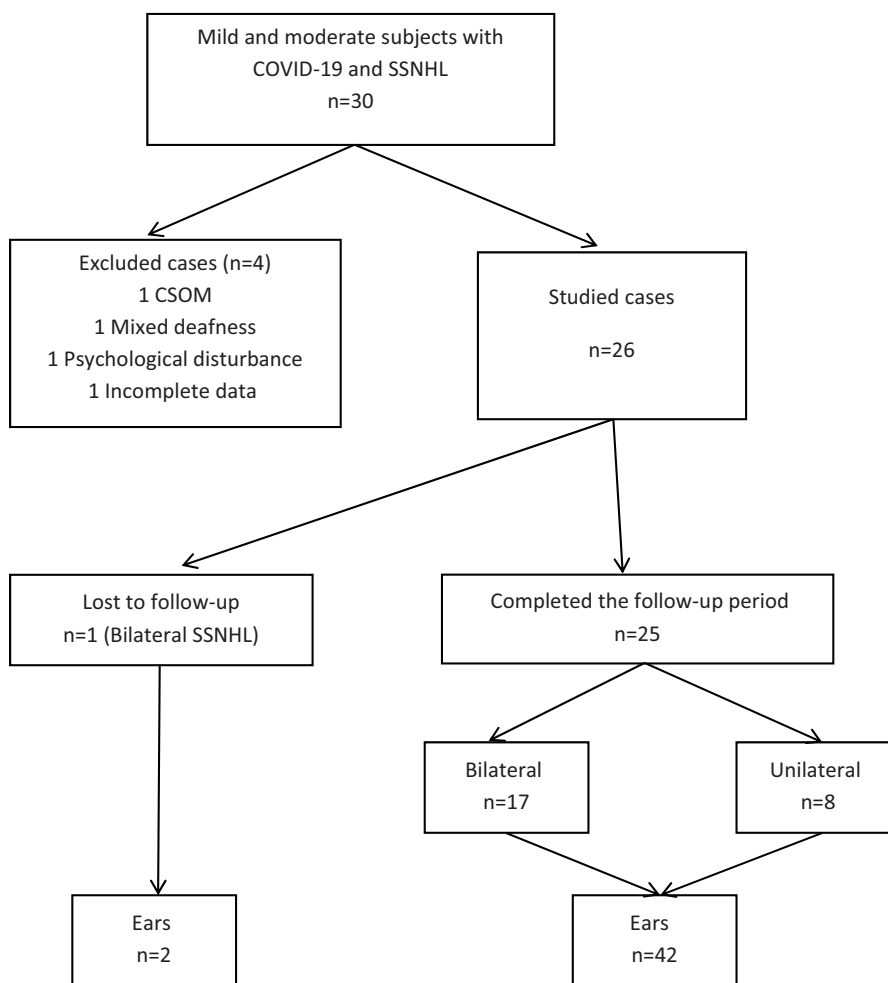 Mild and moderate subjects with
COVID-19 and SSNHL
n=30
Excluded cases (n=4)
1 CSOM
1 Mixed deafness
1 Psychological disturbance
1 Incomplete data
Studied cases
n=26
Lost to follow-up
n=1 (Bilateral SSNHL)
Completed the follow-up period
n=25
Bilateral
n=17
Unilateral
n=8
Ears
n=2
Ears
n=42